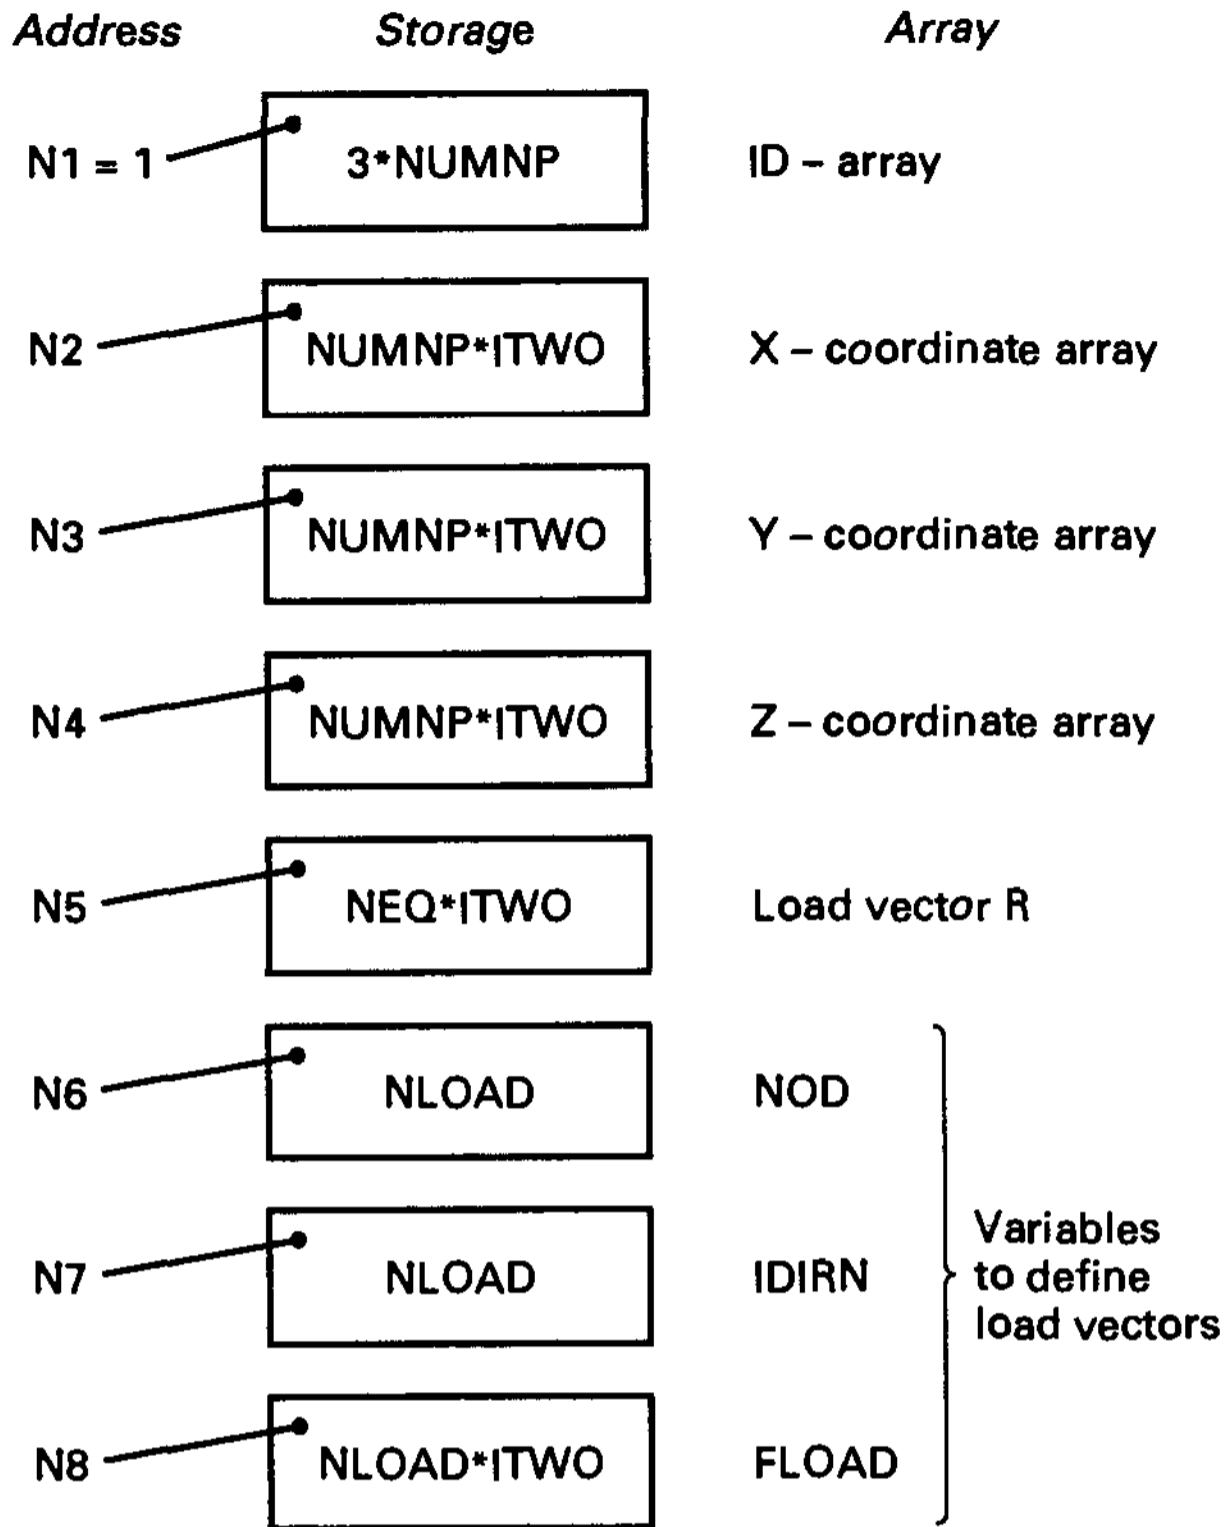 Address Storage Array
N1 = 1 3*NUMNP ID – array
N2 NUMNP*ITWO X – coordinate array
N3 NUMNP*ITWO Y – coordinate array
N4 NUMNP*ITWO Z – coordinate array
N5 NEQ*ITWO Load vector R
N6 NLOAD NOD
N7 NLOAD IDIRN
Variables
to define
load vectors
N8 NLOAD*ITWO FLOAD